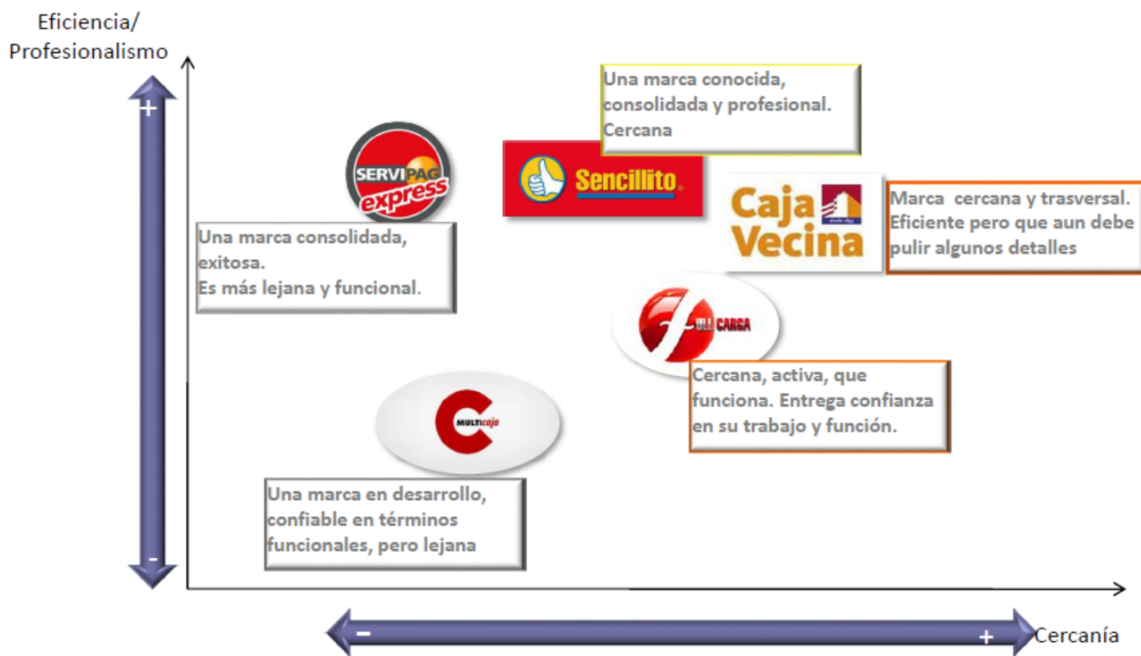 Eficiencia/
Profesionalismo
+
Una marca conocida,
consolidada y profesional.
Cercana
SERVIPAG
express
Sencillito
Caja
Vecina
Marca cercana y trasversal.
Eficiente pero que aun debe
pulir algunos detalles
Una marca consolidada,
exitosa.
Es más lejana y funcional.
FULL CARGA
Cercana, activa, que
funciona. Entrega confianza
en su trabajo y función.
MULTIcaja
Una marca en desarrollo,
confiable en términos
funcionales, pero lejana
-
- + Cercanía